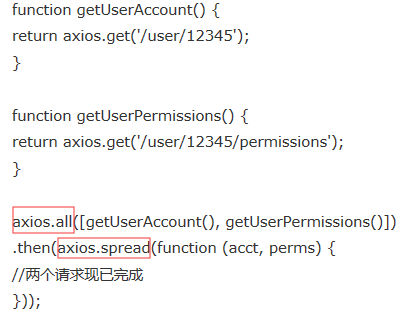 function getUserAccount() {
return axios.get('/user/12345');
}
function getUserPermissions() {
return axios.get('/user/12345/permissions');
}
axios.all([getUserAccount(), getUserPermissions()])
.then(axios.spread(function (acct, perms) {
//两个请求现已完成
}));